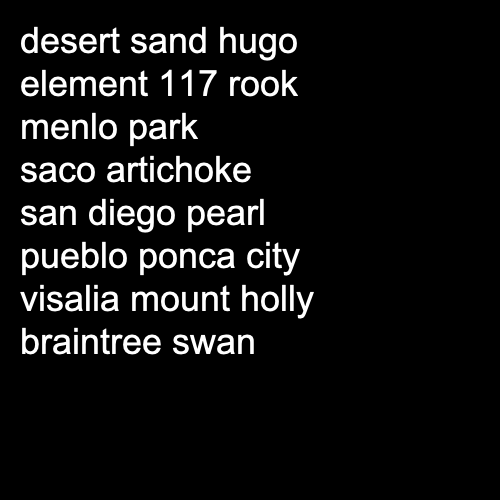 desert sand hugo
element 117 rook
menlo park
saco artichoke
san diego pearl
pueblo ponca city
visalia mount holly
braintree swan